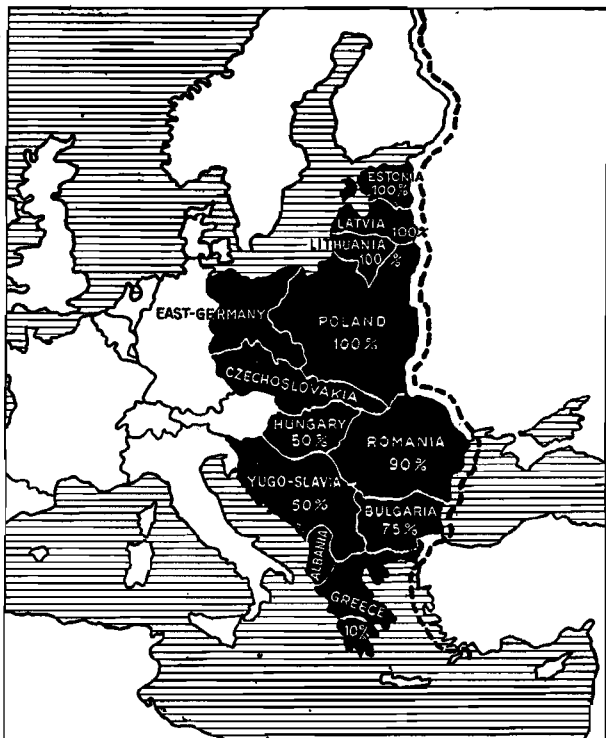 ESTONIA
100%
LATVIA
100%
LITHUANIA
100%
EAST-GERMANY
POLAND
100%
CZECHOSLOVAKIA
HUNGARY
50%
ROMANIA
90%
YUGO-SLAVIA
50%
BULGARIA
75%
ALBANIA
GREECE
10%